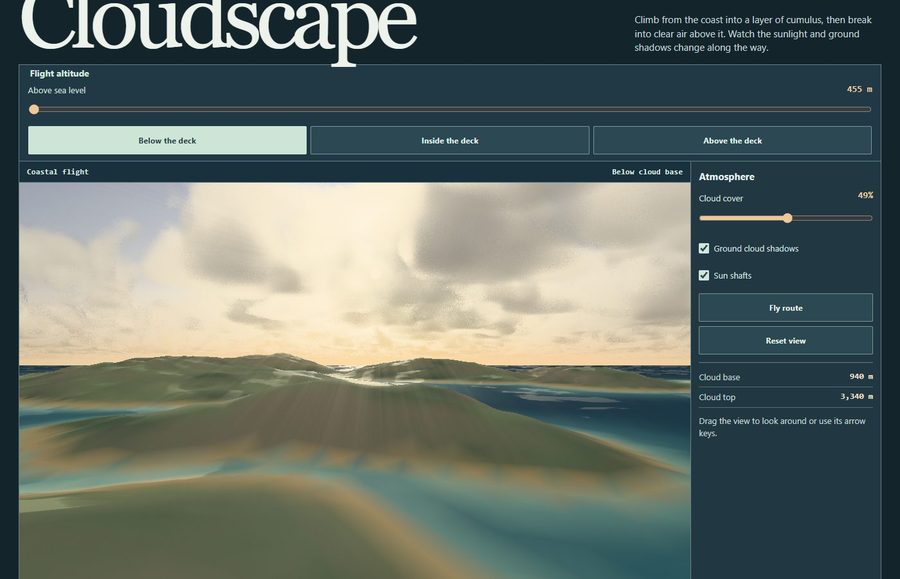 Cloudscape
Climb from the coast into a layer of cumulus, then break
into clear air above it. Watch the sunlight and ground
shadows change along the way.
Flight altitude
Above sea level
455 m
Below the deck
Inside the deck
Above the deck
Coastal flight
Below cloud base
Atmosphere
Cloud cover
49%
Ground cloud shadows
Sun shafts
Fly route
Reset view
Cloud base
940 m
Cloud top
3,340 m
Drag the view to look around or use its arrow
keys.